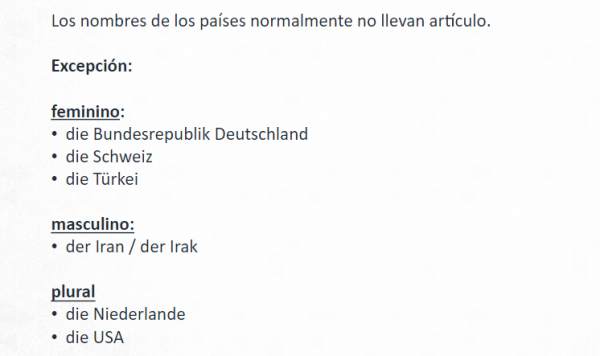 Los nombres de los países normalmente no llevan artículo.
Excepción:
feminino:
• die Bundesrepublik Deutschland
• die Schweiz
• die Türkei
masculino:
• der Iran / der Irak
plural
• die Niederlande
• die USA